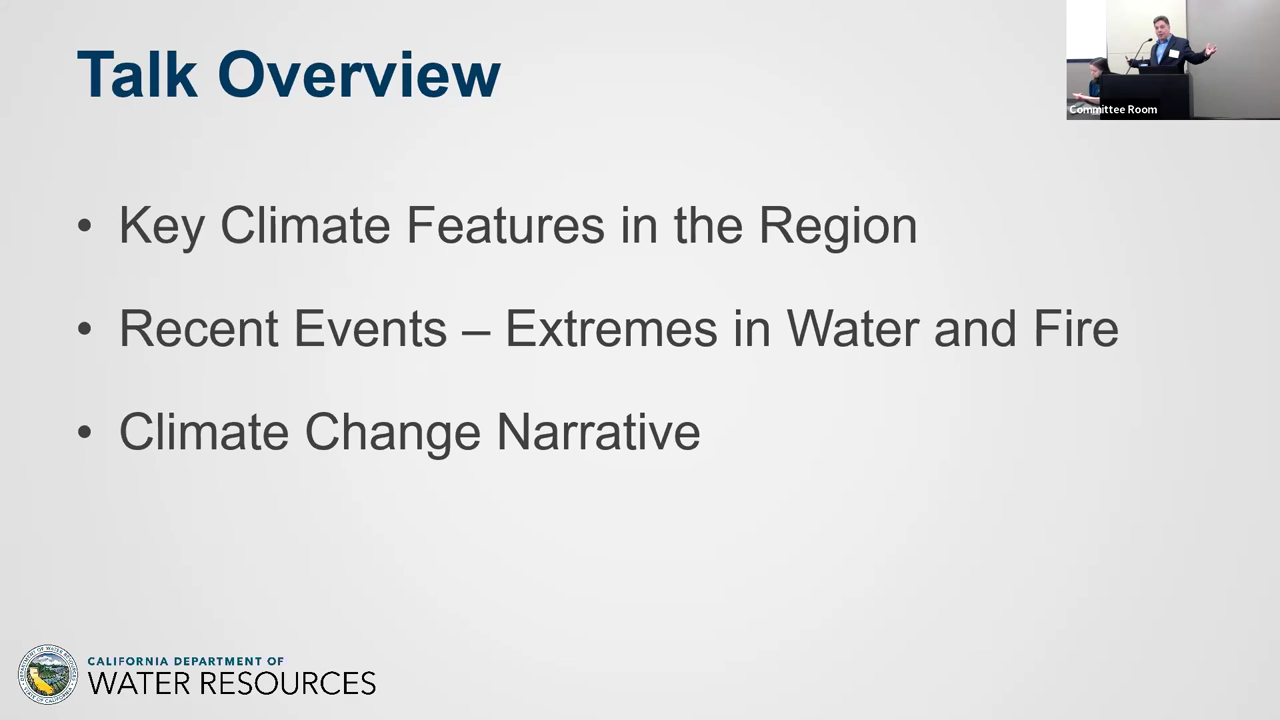 Talk Overview
Committee Room
• Key Climate Features in the Region
• Recent Events – Extremes in Water and Fire
• Climate Change Narrative
CALIFORNIA DEPARTMENT OF
WATER RESOURCES